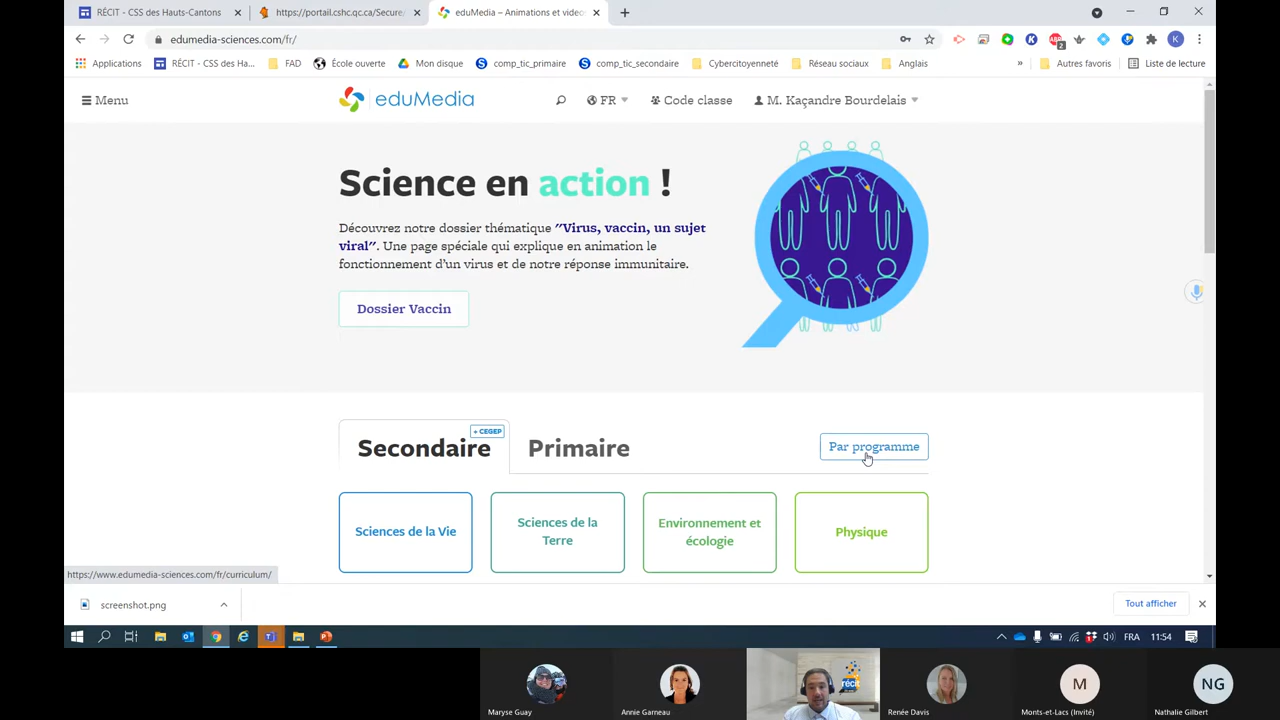 RÉCIT - CSS des Hauts-Cantons
https://portail.cshc.qc.ca/Secure/
eduMedia – Animations et vidéos
edumedia-sciences.com/fr/
2
K
Applications
RÉCIT - CSS des Ha...
FAD
École ouverte
Mon disque
comp_tic_primaire
comp_tic_secondaire
Cybercitoyenneté
Réseau sociaux
Anglais
»
Autres favoris
Liste de lecture
Menu
eduMedia
FR
Code classe
M. Kaçandre Bourdelais
Science en action !
Découvrez notre dossier thématique "Virus, vaccin, un sujet
viral". Une page spéciale qui explique en animation le
fonctionnement d'un virus et de notre réponse immunitaire.
Dossier Vaccin
Secondaire
+ CEGEP
Primaire
Par programme
Sciences de la Vie
Sciences de la
Terre
Environnement et
écologie
Physique
https://www.edumedia-sciences.com/fr/curriculum/
screenshot.png
Tout afficher
FRA
11:54
récit
M
NG
Maryse Guay
Annie Garneau
Renée Davis
Monts-et-Lacs (Invité)
Nathalie Gilbert